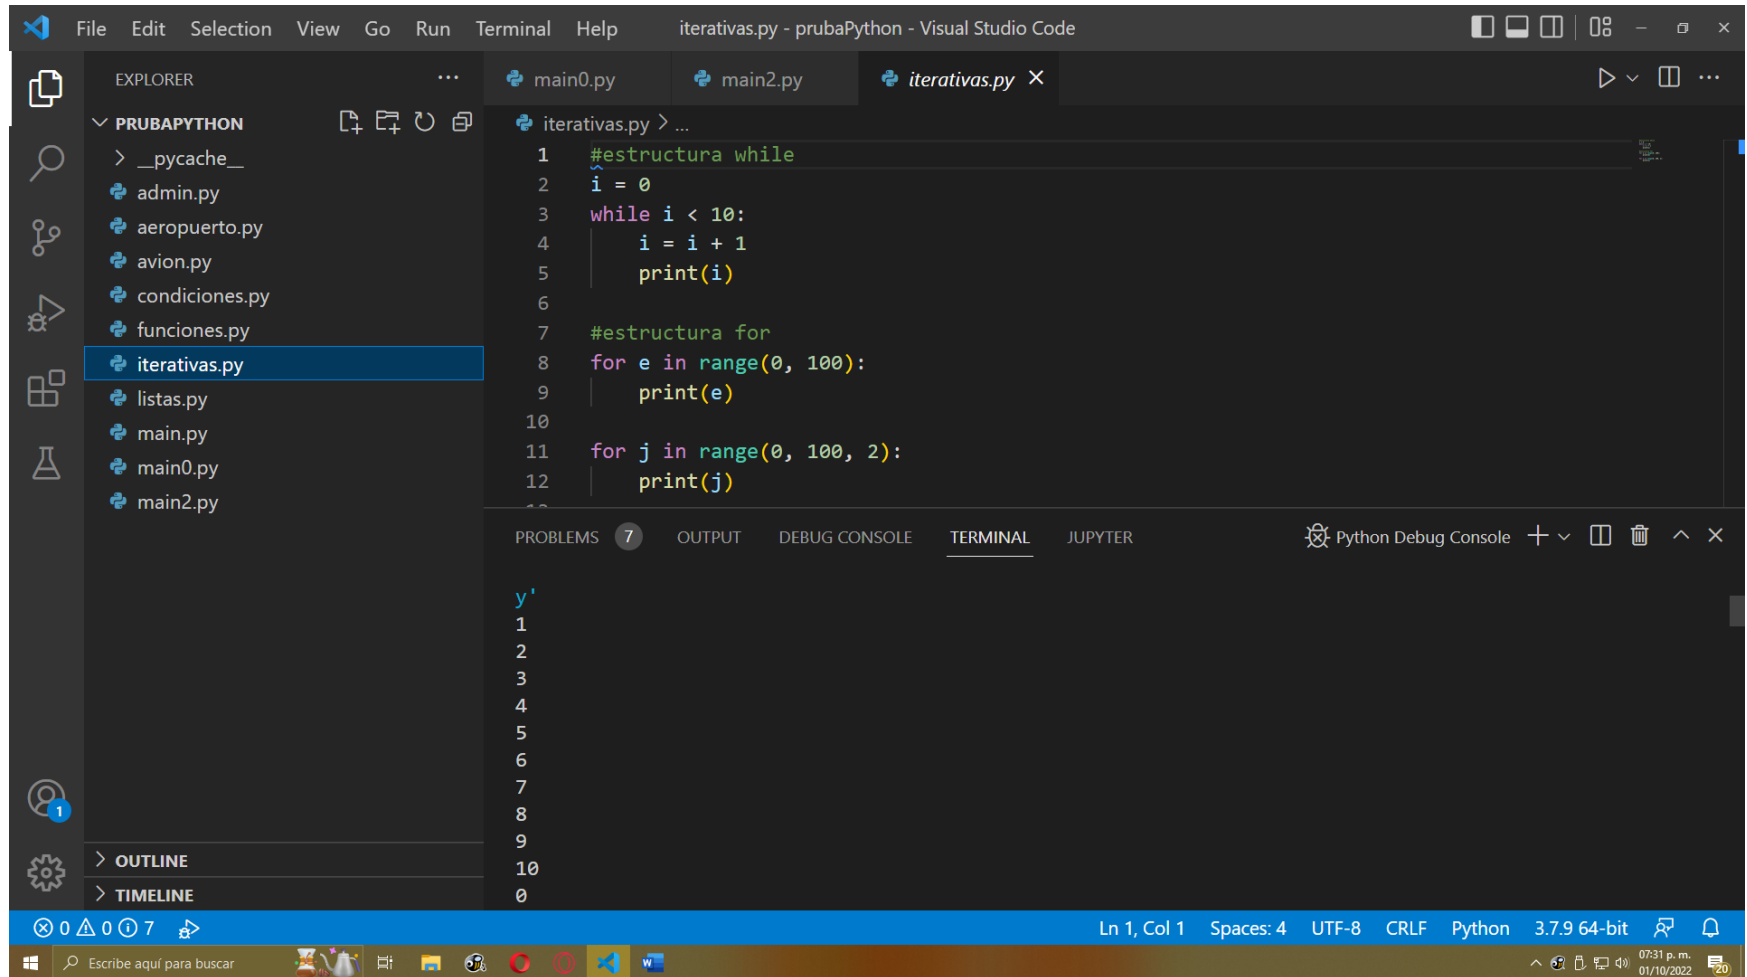 File Edit Selection View Go Run Terminal Help iterativas.py - prubaPython - Visual Studio Code
EXPLORER
PRUBAPYTHON
__pycache__
admin.py
aeropuerto.py
avion.py
condiciones.py
funciones.py
iterativas.py
listas.py
main.py
main0.py
main2.py
OUTLINE
TIMELINE
1
main0.py main2.py iterativas.py
iterativas.py > ...
1 #estructura while
2 i = 0
3 while i < 10:
4 i = i + 1
5 print(i)
6
7 #estructura for
8 for e in range(0, 100):
9 print(e)
10
11 for j in range(0, 100, 2):
12 print(j)
PROBLEMS 7 OUTPUT DEBUG CONSOLE TERMINAL JUPYTER Python Debug Console
y'
1
2
3
4
5
6
7
8
9
10
0
0 0 7 Ln 1, Col 1 Spaces: 4 UTF-8 CRLF Python 3.7.9 64-bit
Escribe aquí para buscar
07:31 p. m.
01/10/2022
20